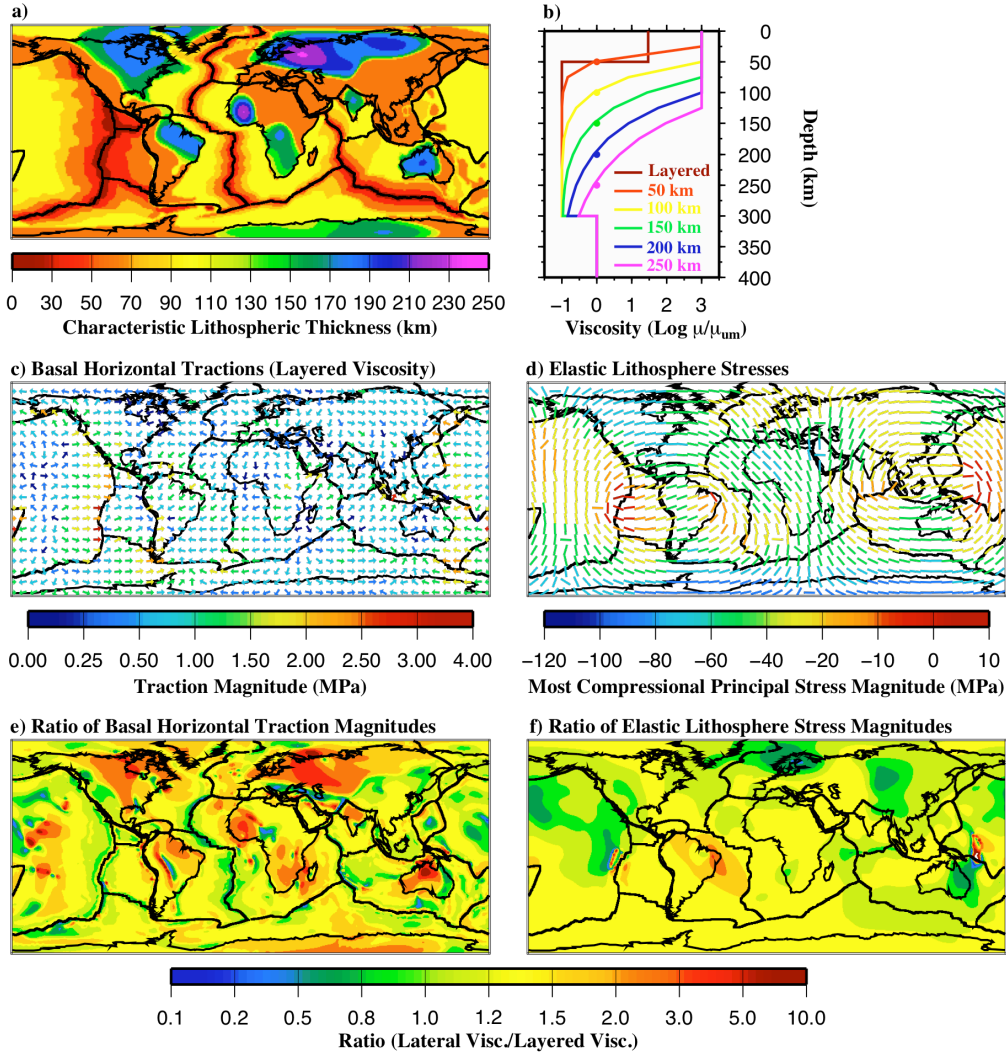 a)
0 30 50 70 90 110 130 150 170 190 210 230 250
Characteristic Lithospheric Thickness (km)
b)
0
50
100
150
200
250
300
350
400
Depth (km)
Layered
50 km
100 km
150 km
200 km
250 km
−1 0 1 2 3
Viscosity (Log μ/μum)
c) Basal Horizontal Tractions (Layered Viscosity)
0.00 0.25 0.50 1.00 1.50 2.00 2.50 3.00 4.00
Traction Magnitude (MPa)
d) Elastic Lithosphere Stresses
−120 −100 −80 −60 −40 −20 −10 0 10
Most Compressional Principal Stress Magnitude (MPa)
e) Ratio of Basal Horizontal Traction Magnitudes
f) Ratio of Elastic Lithosphere Stress Magnitudes
0.1 0.2 0.5 0.8 1.0 1.2 1.5 2.0 3.0 5.0 10.0
Ratio (Lateral Visc./Layered Visc.)